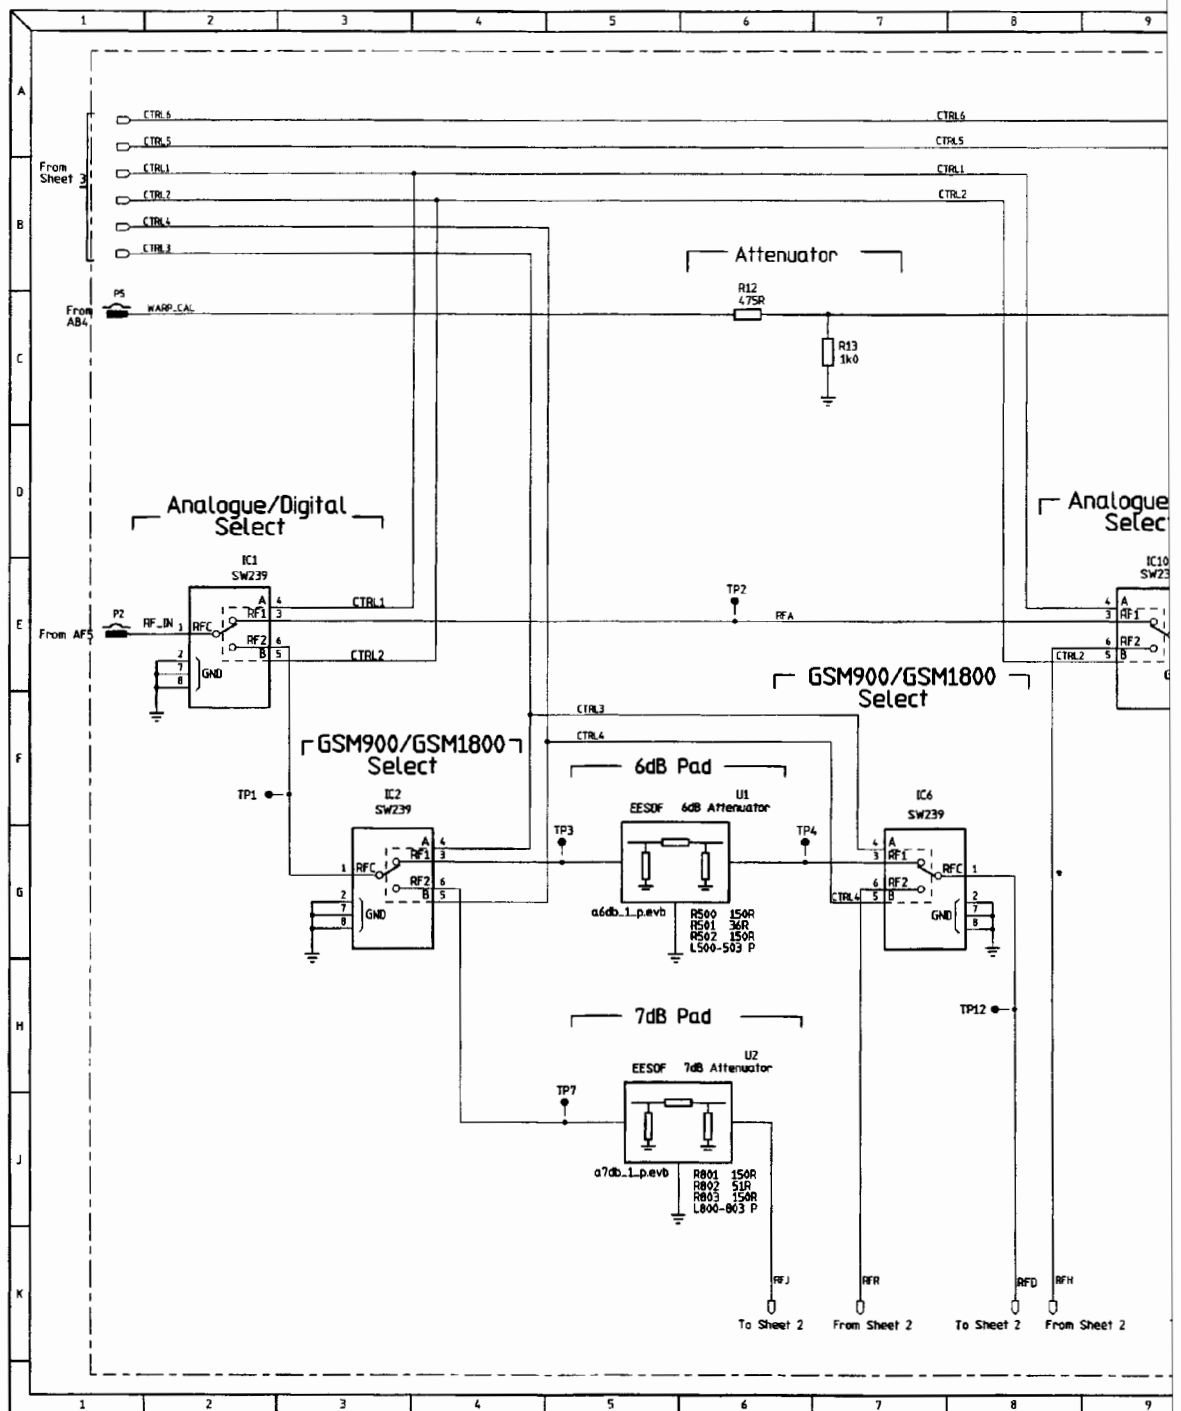 1 2 3 4 5 6 7 8 9
A
CTRL6 CTRL6
CTRL5 CTRL5
From
Sheet 3
CTRL1 CTRL1
CTRL2 CTRL2
B
CTRL4
CTRL3
Attenuator
R12
475R
P5
From
AB4
WARP_CAL
R13
1k0
C
D
Analogue/Digital
Select
Analogue
Selec
IC1
SW239
IC10
SW23
TP2
A 4
CTRL1
4 A
E
From AF5
P2
RF_IN 1 RFC
RF1 3
RFA
3 RF1
RF2 6
6 RF2
B 5
CTRL2
CTRL2 5 B
2
7
8
GND
G
GSM900/GSM1800
Select
CTRL3
CTRL4
F
GSM900/GSM1800
Select
6dB Pad
TP1
IC2
SW239
U1
EESOF 6dB Attenuator
IC6
SW239
TP3
TP4
A 4
4 A
RF1 3
3 RF1
G
1 RFC
RFC 1
RF2 6
6 RF2
B 5
CTRL4 5 B
2
7
8
GND
GND
2
7
8
a6db_1_p.evb
R500 150R
R501 36R
R502 150R
L500-503 P
H
7dB Pad
TP12
U2
EESOF 7dB Attenuator
TP7
J
a7db_1_p.evb
R801 150R
R802 51R
R803 150R
L800-803 P
K
RFJ RFR RFD RFH
To Sheet 2 From Sheet 2 To Sheet 2 From Sheet 2
1 2 3 4 5 6 7 8 9